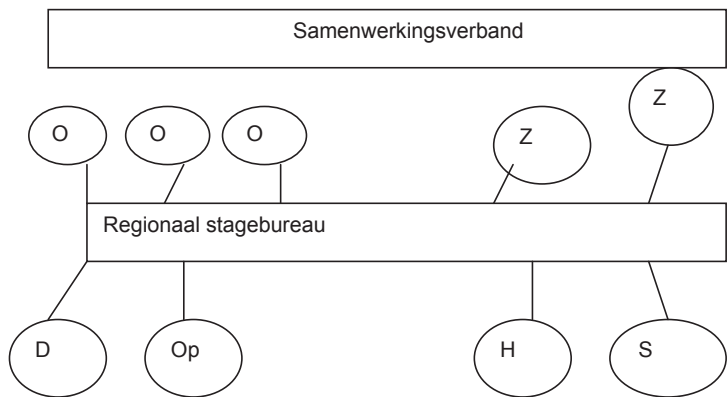 Samenwerkingsverband
Z
O O O Z
Regionaal stagebureau
D Op H S